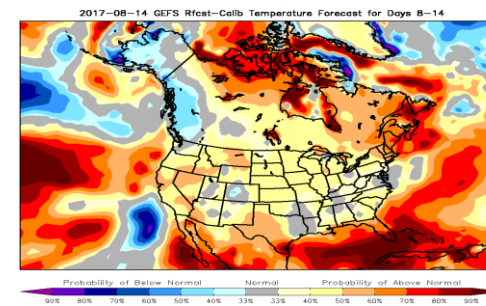 2017-08-14 GEFS Rfcst-Calib Temperature Forecast for Days 8-14
Probability of Below Normal Normal Probability of Above Normal
90% 80% 70% 60% 50% 40% 33% 33% 40% 50% 60% 70% 80% 90%